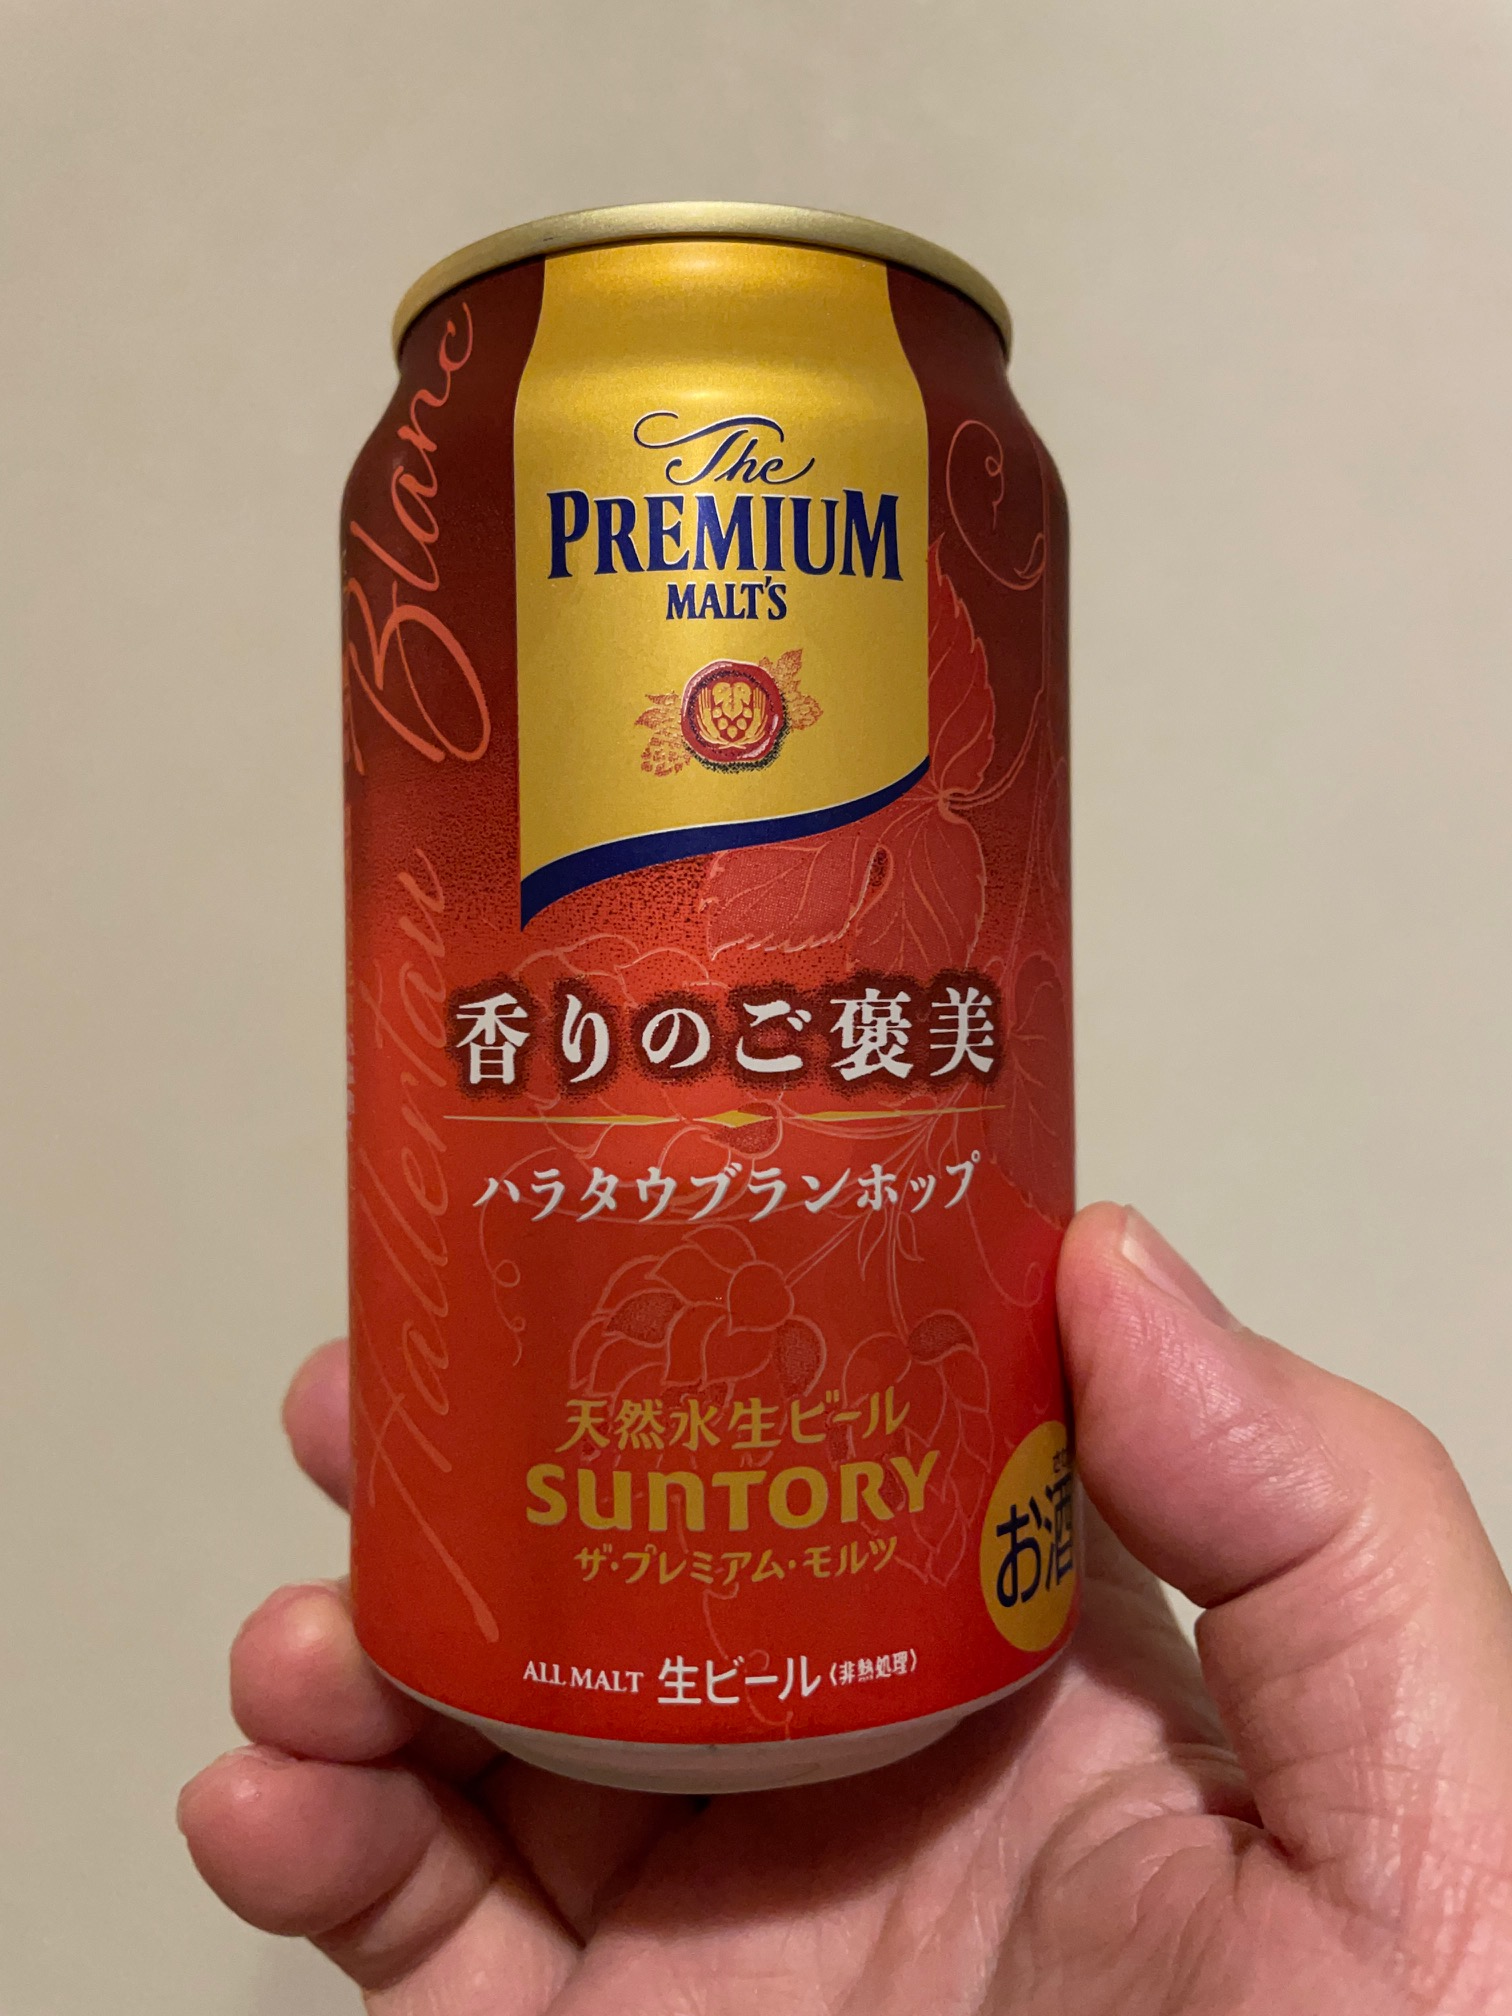 The
PREMIUM
MALT'S
香りのご褒美
ハラタウブランホップ
Hallertau Blanc
天然水生ビール
SUNTORY
ザ・プレミアム・モルツ
お酒
ALL MALT 生ビール〈非熱処理〉